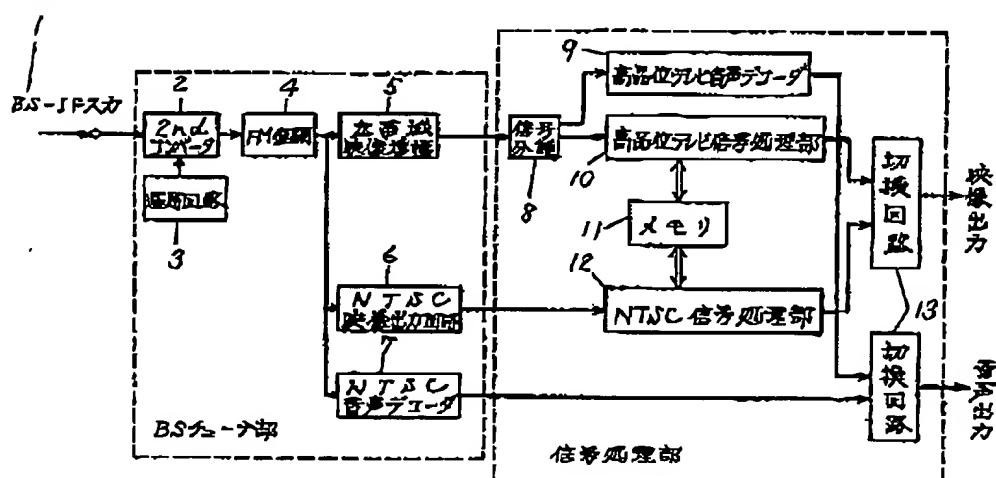 1
BS-IF入力
2
2nd
コンバータ
3
選局回路
4
FM復調
5
広帯域
映像増幅
6
NTSC
映像出力回路
7
NTSC
音声デコーダ
BSチューナ部
8
信号
分離
9
高品位テレビ音声デコーダ
10
高品位テレビ信号処理部
11
メモリ
12
NTSC信号処理部
13
切換回路
切換回路
映像出力
音声出力
信号処理部